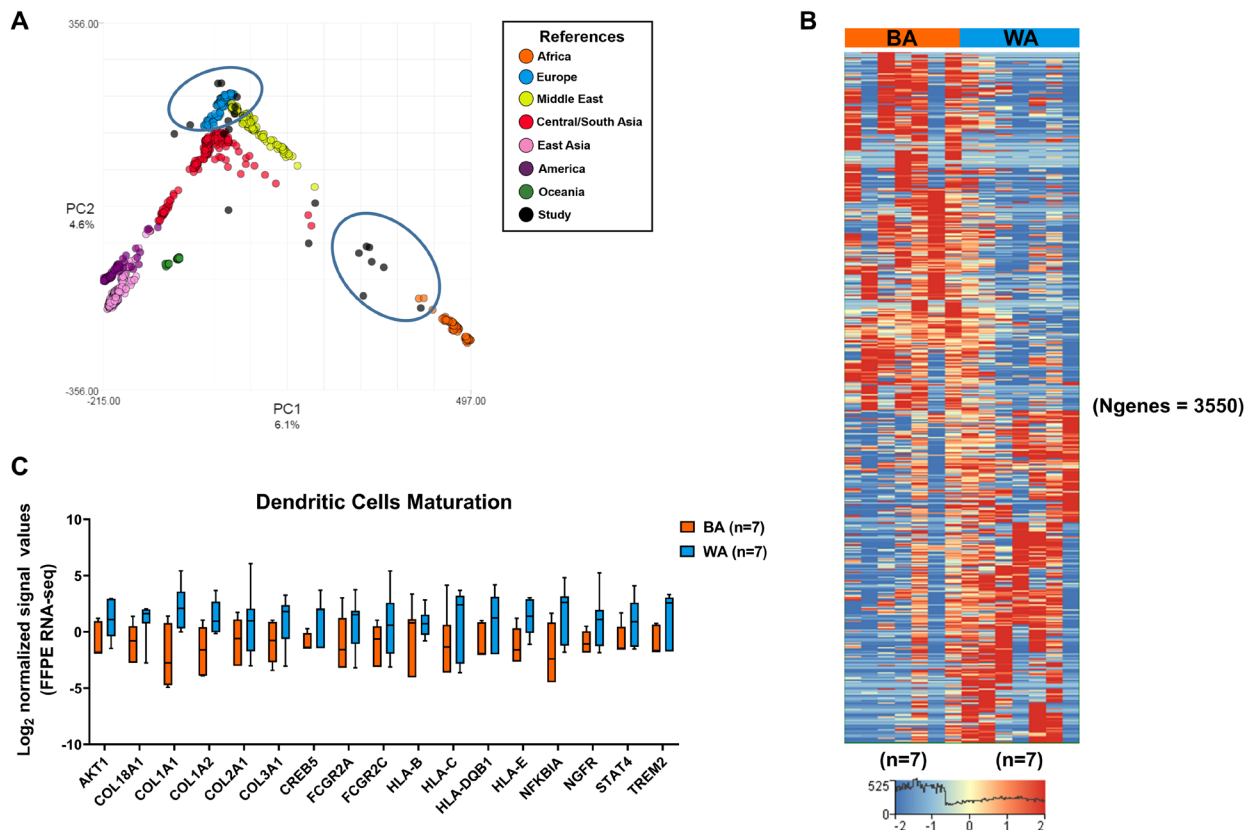 A
356.00
PC2
4.6%
-356.00
-215.00
PC1
6.1%
497.00
References
Africa
Europe
Middle East
Central/South Asia
East Asia
America
Oceania
Study
B
BA
WA
(Ngenes = 3550)
(n=7)
(n=7)
525
0
-2
-1
0
1
2
C
Dendritic Cells Maturation
Log2 normalized signal values
(FFPE RNA-seq)
10
5
0
-5
-10
BA (n=7)
WA (n=7)
AKT1
COL18A1
COL1A1
COL1A2
COL2A1
COL3A1
CREB5
FCGR2A
FCGR2C
HLA-B
HLA-C
HLA-DQB1
HLA-E
NFKBIA
NGFR
STAT4
TREM2